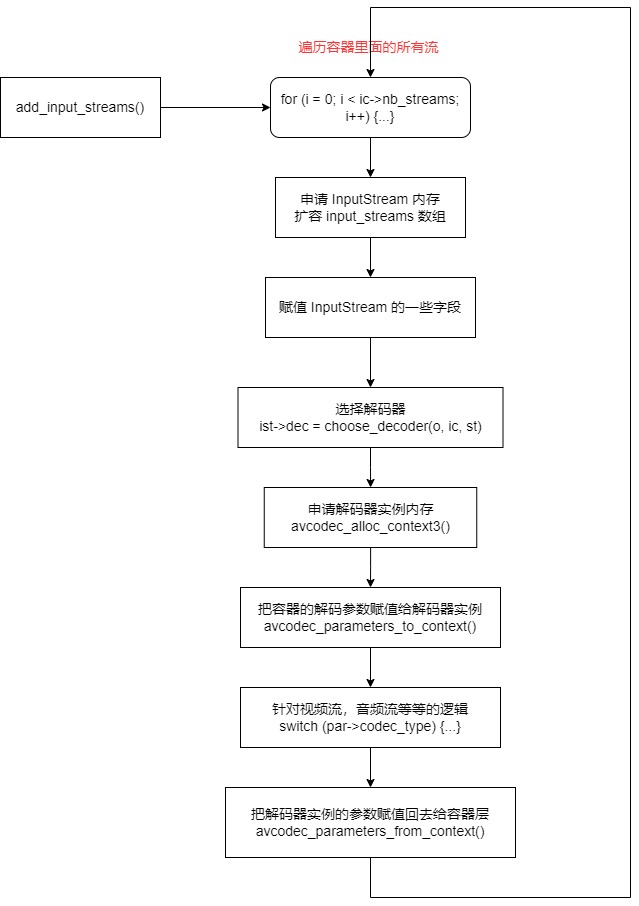 遍历容器里面的所有流
add_input_streams()
for (i = 0; i < ic->nb_streams;
i++) {...}
申请 InputStream 内存
扩容 input_streams 数组
赋值 InputStream 的一些字段
选择解码器
ist->dec = choose_decoder(o, ic, st)
申请解码器实例内存
avcodec_alloc_context3()
把容器的解码参数赋值给解码器实例
avcodec_parameters_to_context()
针对视频流，音频流等等的逻辑
switch (par->codec_type) {...}
把解码器实例的参数赋值回去给容器层
avcodec_parameters_from_context()